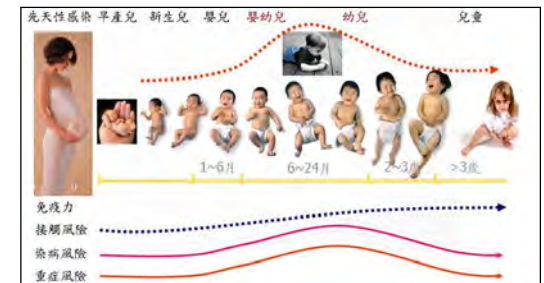 先天性感染 早產兒 新生兒 嬰兒 嬰幼兒 幼兒 兒童
1~6月 6~24月 2~3歲 >3歲
免疫力
接觸風險
染病風險
重症風險